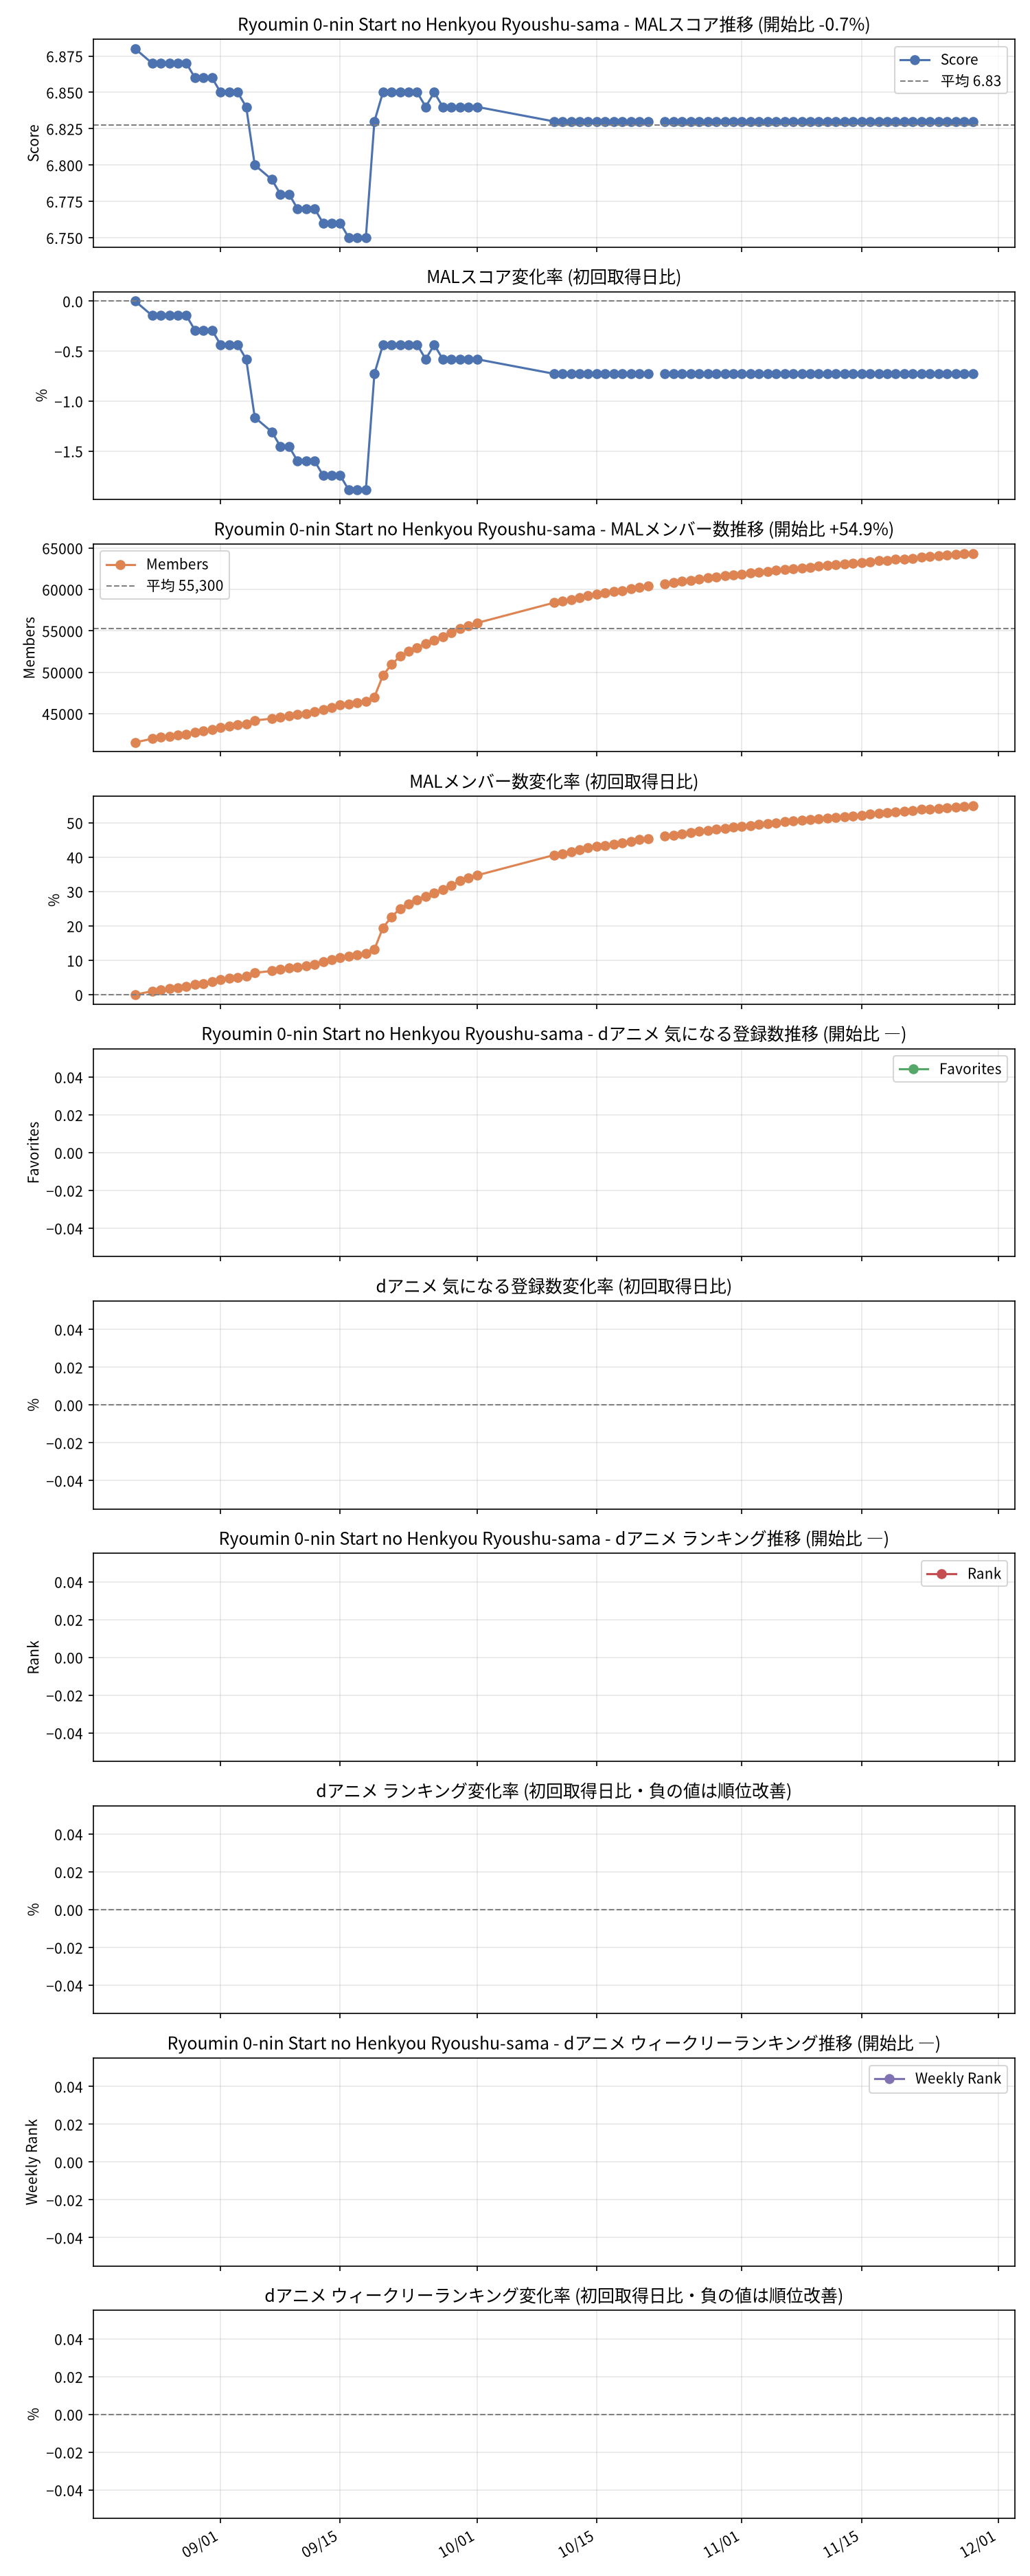 Ryoumin 0-nin Start no Henkyou Ryoushu-sama - MALスコア推移 (開始比 -0.7%)
Score
6.875
6.850
6.825
6.800
6.775
6.750
Score
平均 6.83
MALスコア変化率 (初回取得日比)
%
0.0
−0.5
−1.0
−1.5
Ryoumin 0-nin Start no Henkyou Ryoushu-sama - MALメンバー数推移 (開始比 +54.9%)
Members
65000
60000
55000
50000
45000
Members
平均 55,300
MALメンバー数変化率 (初回取得日比)
%
50
40
30
20
10
0
Ryoumin 0-nin Start no Henkyou Ryoushu-sama - dアニメ 気になる登録数推移 (開始比 —)
Favorites
0.04
0.02
0.00
−0.02
−0.04
Favorites
dアニメ 気になる登録数変化率 (初回取得日比)
%
0.04
0.02
0.00
−0.02
−0.04
Ryoumin 0-nin Start no Henkyou Ryoushu-sama - dアニメ ランキング推移 (開始比 —)
Rank
0.04
0.02
0.00
−0.02
−0.04
Rank
dアニメ ランキング変化率 (初回取得日比・負の値は順位改善)
%
0.04
0.02
0.00
−0.02
−0.04
Ryoumin 0-nin Start no Henkyou Ryoushu-sama - dアニメ ウィークリーランキング推移 (開始比 —)
Weekly Rank
0.04
0.02
0.00
−0.02
−0.04
Weekly Rank
dアニメ ウィークリーランキング変化率 (初回取得日比・負の値は順位改善)
%
0.04
0.02
0.00
−0.02
−0.04
09/01
09/15
10/01
10/15
11/01
11/15
12/01